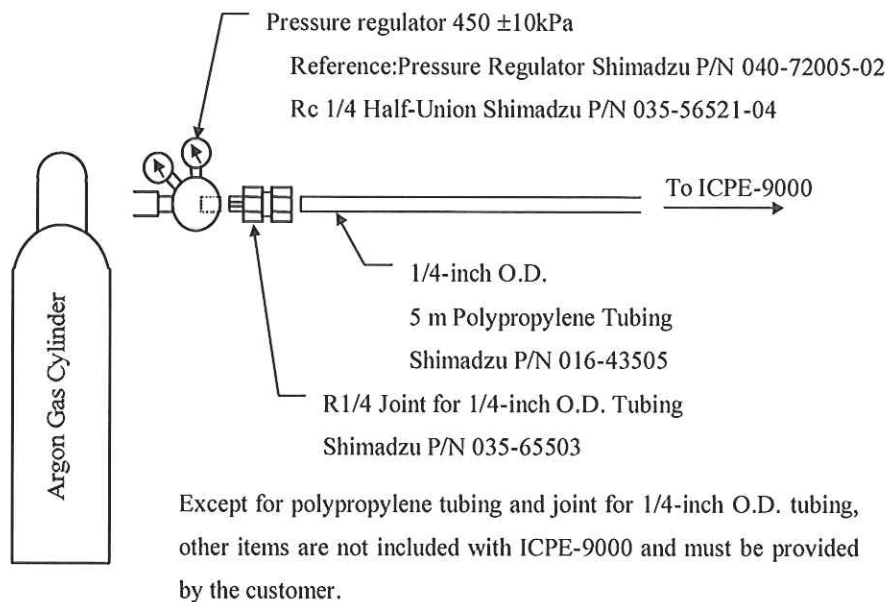 Pressure regulator 450 ±10kPa
Reference:Pressure Regulator Shimadzu P/N 040-72005-02
Rc 1/4 Half-Union Shimadzu P/N 035-56521-04
To ICPE-9000
1/4-inch O.D.
5 m Polypropylene Tubing
Shimadzu P/N 016-43505
R1/4 Joint for 1/4-inch O.D. Tubing
Shimadzu P/N 035-65503
Argon Gas Cylinder
Except for polypropylene tubing and joint for 1/4-inch O.D. tubing,
other items are not included with ICPE-9000 and must be provided
by the customer.